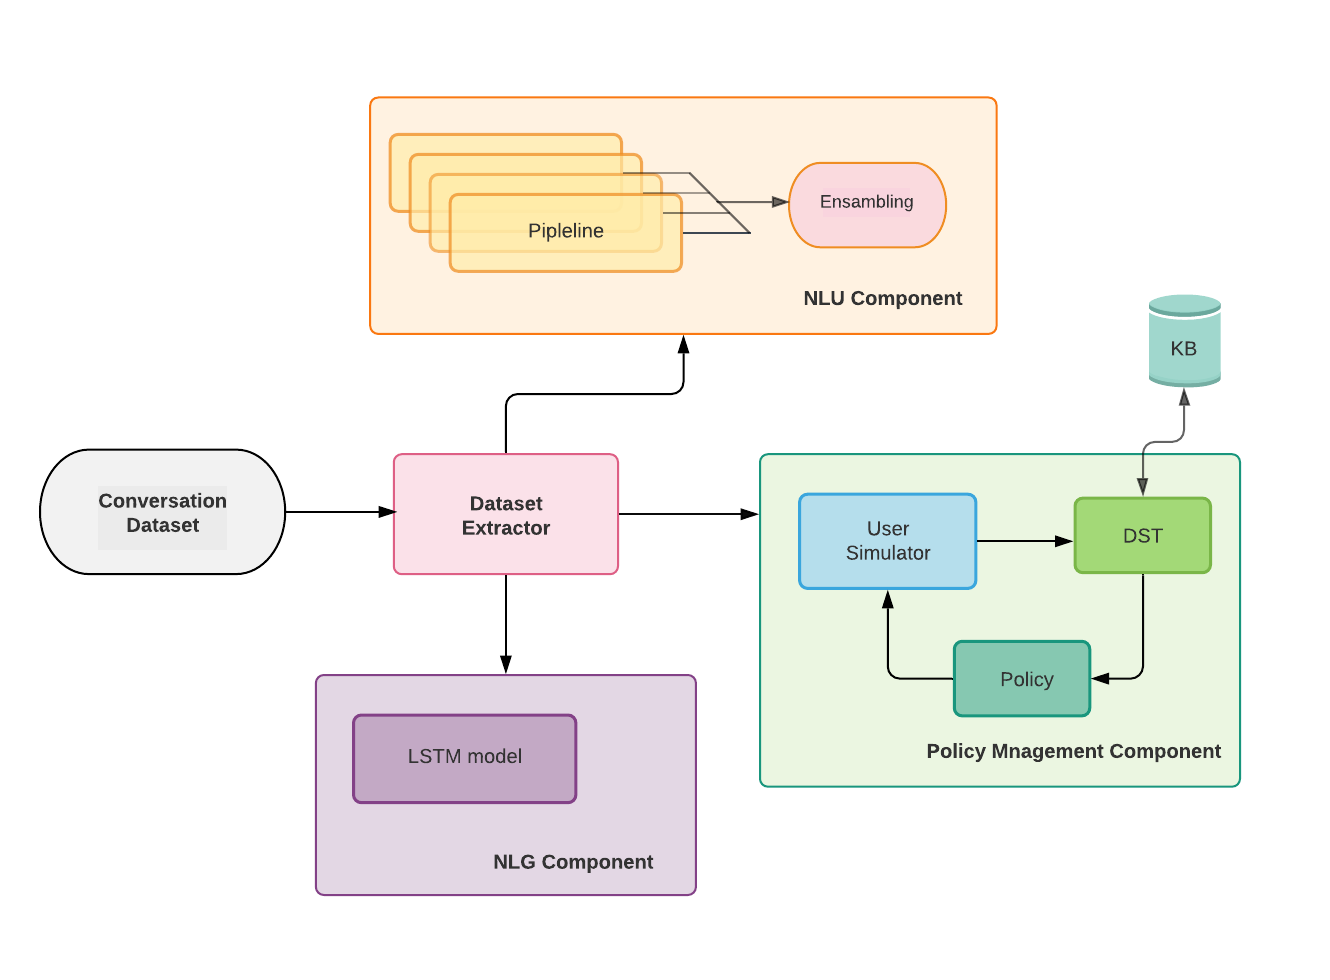 Pipleline
Ensambling
NLU Component
KB
Conversation
Dataset
Dataset
Extractor
User
Simulator
DST
Policy
Policy Mnagement Component
LSTM model
NLG Component